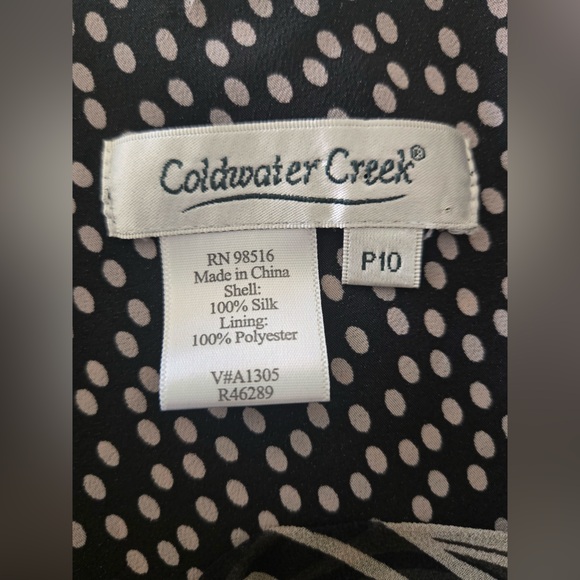 Coldwater Creek®
P10
RN 98516
Made in China
Shell:
100% Silk
Lining:
100% Polyester
V#A1305
R46289